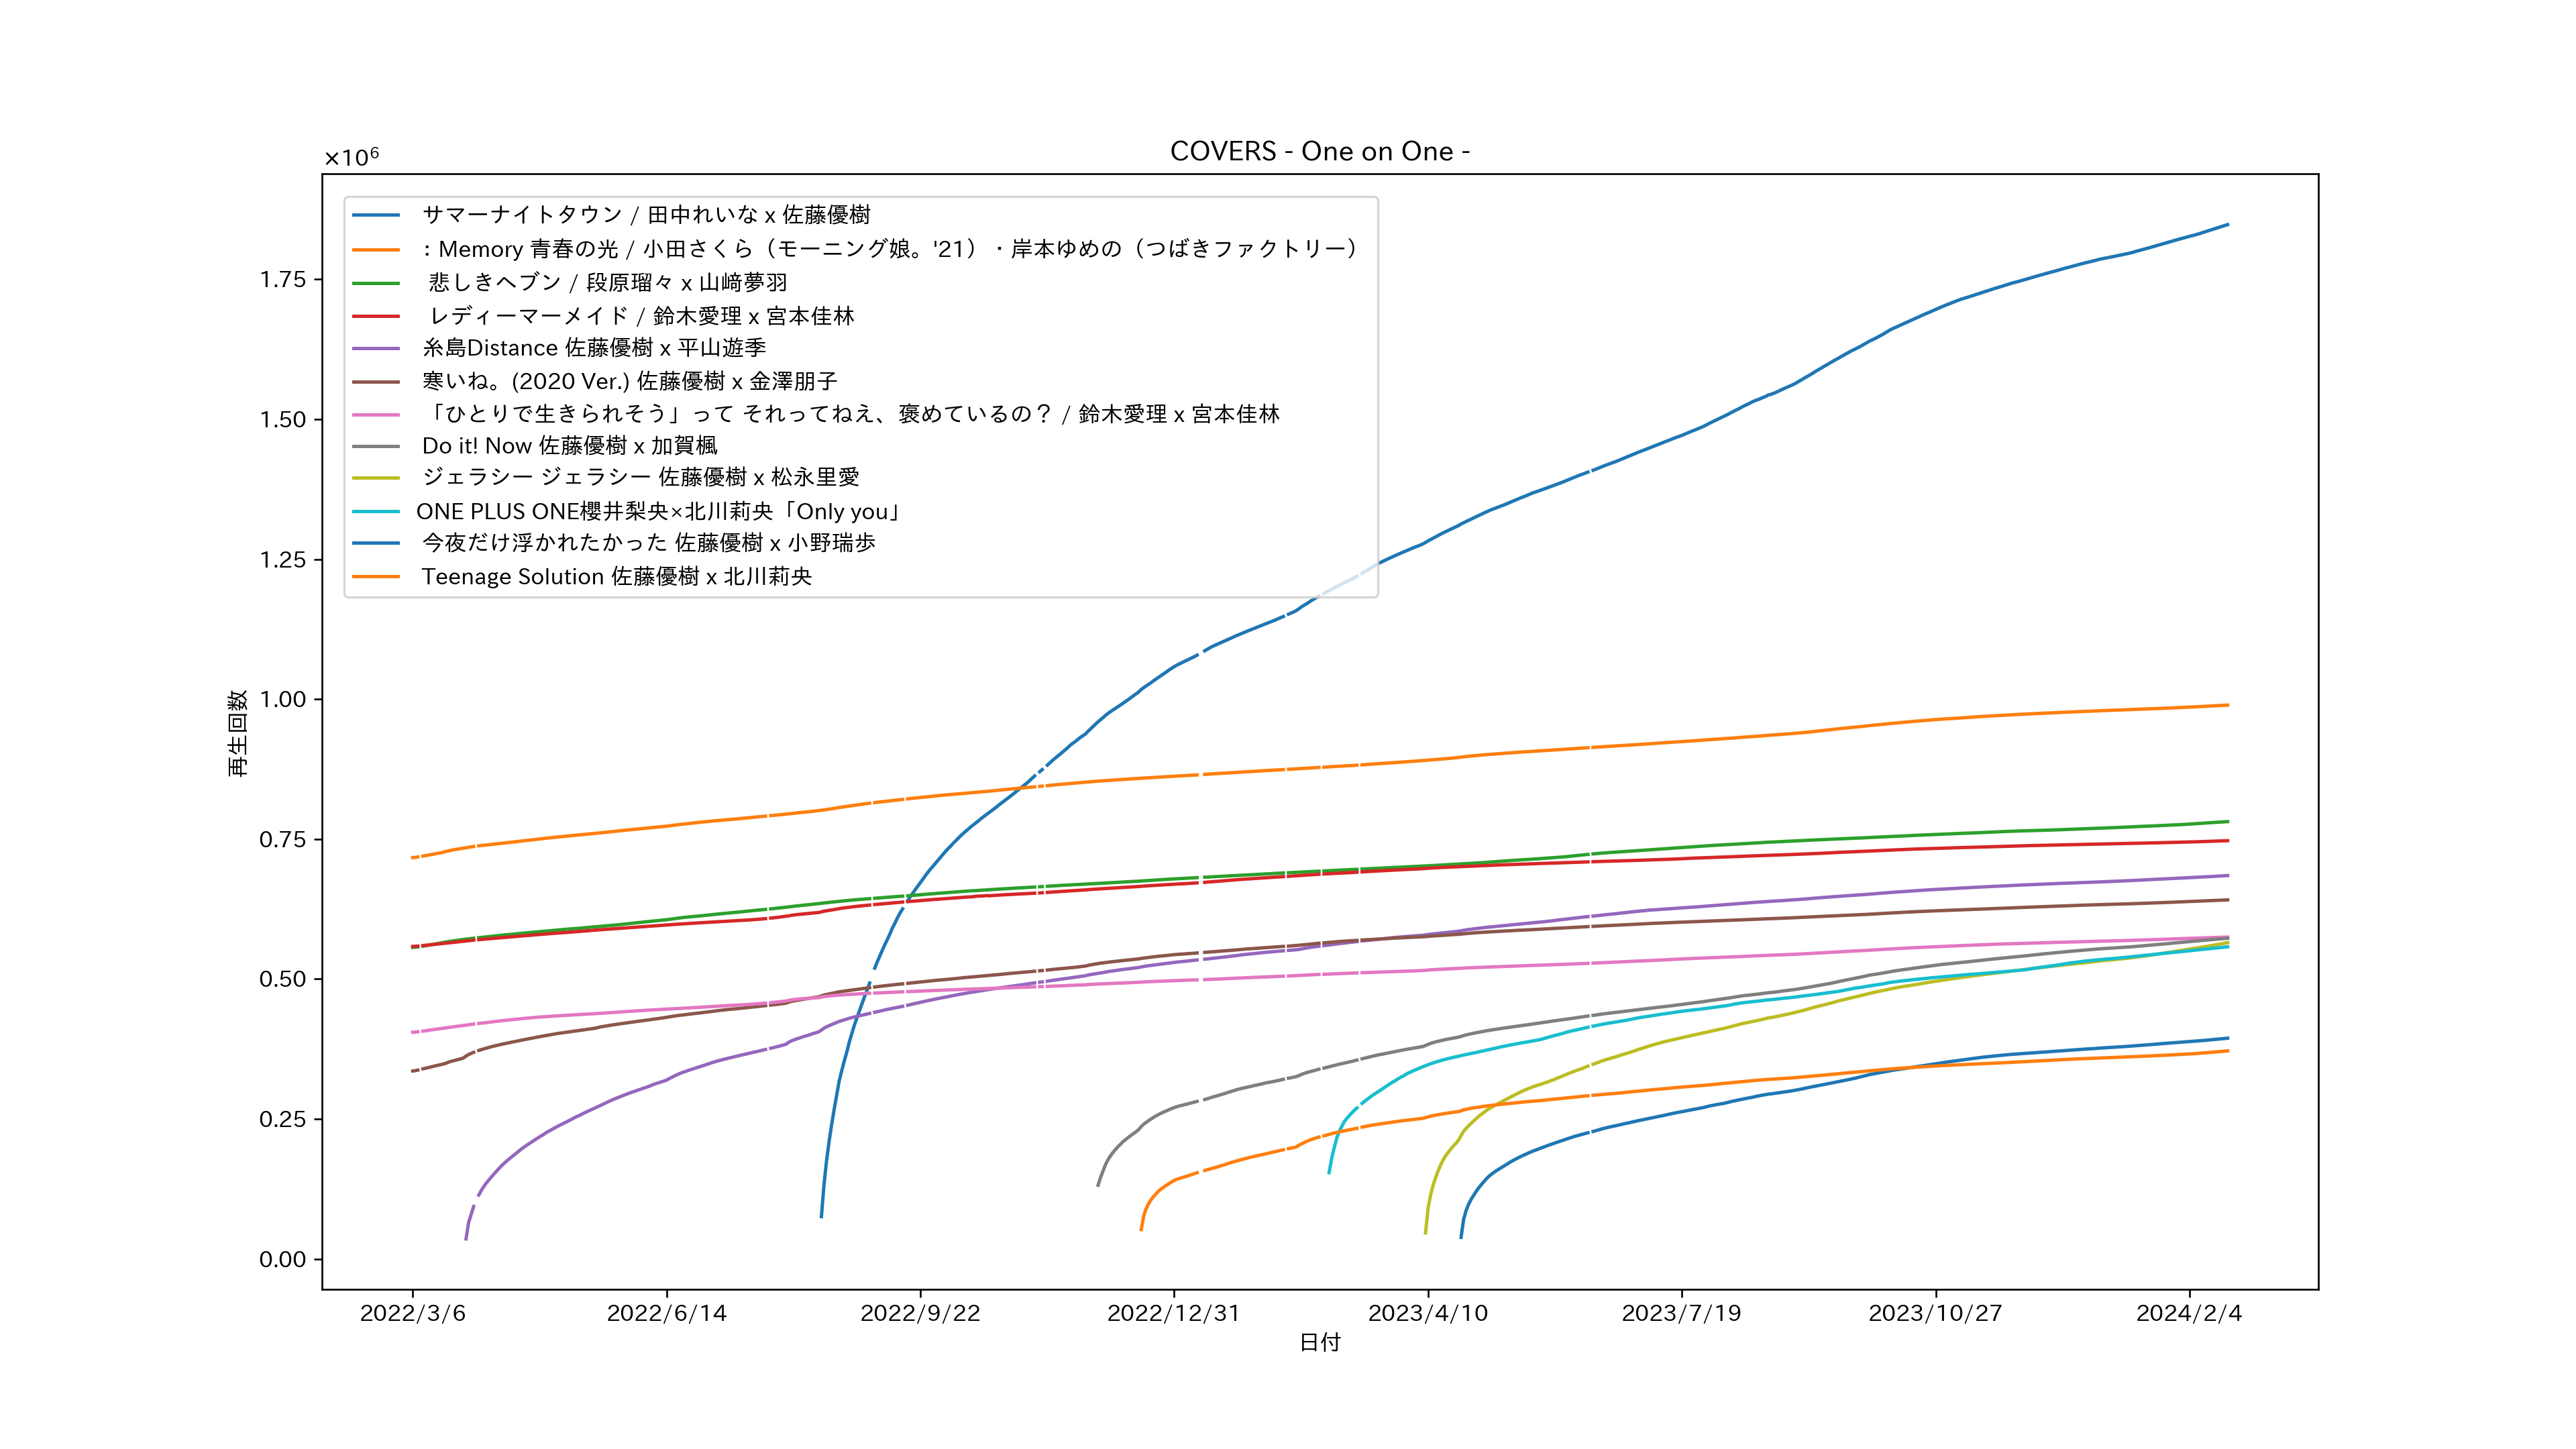 COVERS - One on One -
×10⁶
サマーナイトタウン / 田中れいな x 佐藤優樹
: Memory 青春の光 / 小田さくら（モーニング娘。'21）・岸本ゆめの（つばきファクトリー）
悲しきヘブン / 段原瑠々 x 山﨑夢羽
レディーマーメイド / 鈴木愛理 x 宮本佳林
糸島Distance 佐藤優樹 x 平山遊季
寒いね。(2020 Ver.) 佐藤優樹 x 金澤朋子
「ひとりで生きられそう」って それってねえ、褒めているの？ / 鈴木愛理 x 宮本佳林
Do it! Now 佐藤優樹 x 加賀楓
ジェラシー ジェラシー 佐藤優樹 x 松永里愛
ONE PLUS ONE櫻井梨央×北川莉央「Only you」
今夜だけ浮かれたかった 佐藤優樹 x 小野瑞歩
Teenage Solution 佐藤優樹 x 北川莉央
1.75
1.50
1.25
1.00
0.75
0.50
0.25
0.00
再生回数
2022/3/6
2022/6/14
2022/9/22
2022/12/31
2023/4/10
2023/7/19
2023/10/27
2024/2/4
日付